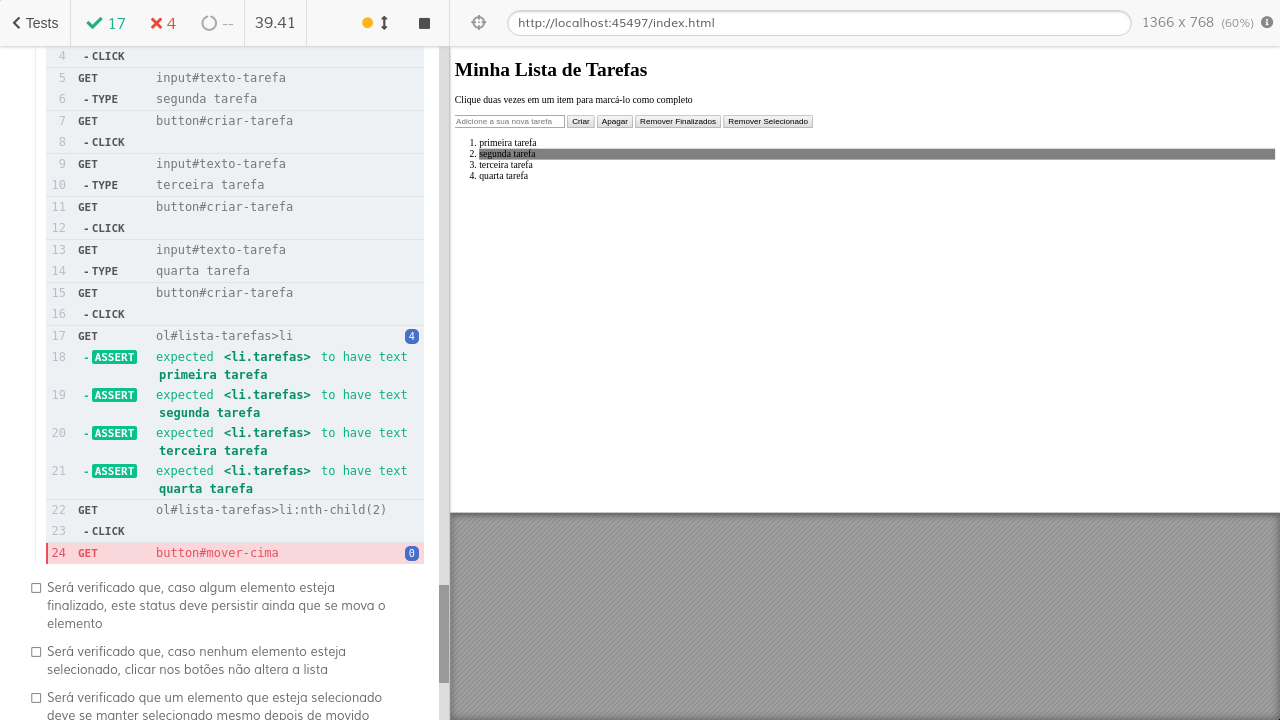 Tests 17 4 -- 39.41
http://localhost:45497/index.html 1366 x 768 (60%)
4 - CLICK
5 GET input#texto-tarefa
6 - TYPE segunda tarefa
7 GET button#criar-tarefa
8 - CLICK
9 GET input#texto-tarefa
10 - TYPE terceira tarefa
11 GET button#criar-tarefa
12 - CLICK
13 GET input#texto-tarefa
14 - TYPE quarta tarefa
15 GET button#criar-tarefa
16 - CLICK
17 GET ol#lista-tarefas>li 4
18 - ASSERT expected <li.tarefas> to have text
primeira tarefa
19 - ASSERT expected <li.tarefas> to have text
segunda tarefa
20 - ASSERT expected <li.tarefas> to have text
terceira tarefa
21 - ASSERT expected <li.tarefas> to have text
quarta tarefa
22 GET ol#lista-tarefas>li:nth-child(2)
23 - CLICK
24 GET button#mover-cima 0
Será verificado que, caso algum elemento esteja
finalizado, este status deve persistir ainda que se mova o
elemento
Será verificado que, caso nenhum elemento esteja
selecionado, clicar nos botões não altera a lista
Será verificado que um elemento que esteja selecionado
deve se manter selecionado mesmo depois de movido
Minha Lista de Tarefas
Clique duas vezes em um item para marcá-lo como completo
Adicione a sua nova tarefa Criar Apagar Remover Finalizados Remover Selecionado
1. primeira tarefa
2. segunda tarefa
3. terceira tarefa
4. quarta tarefa